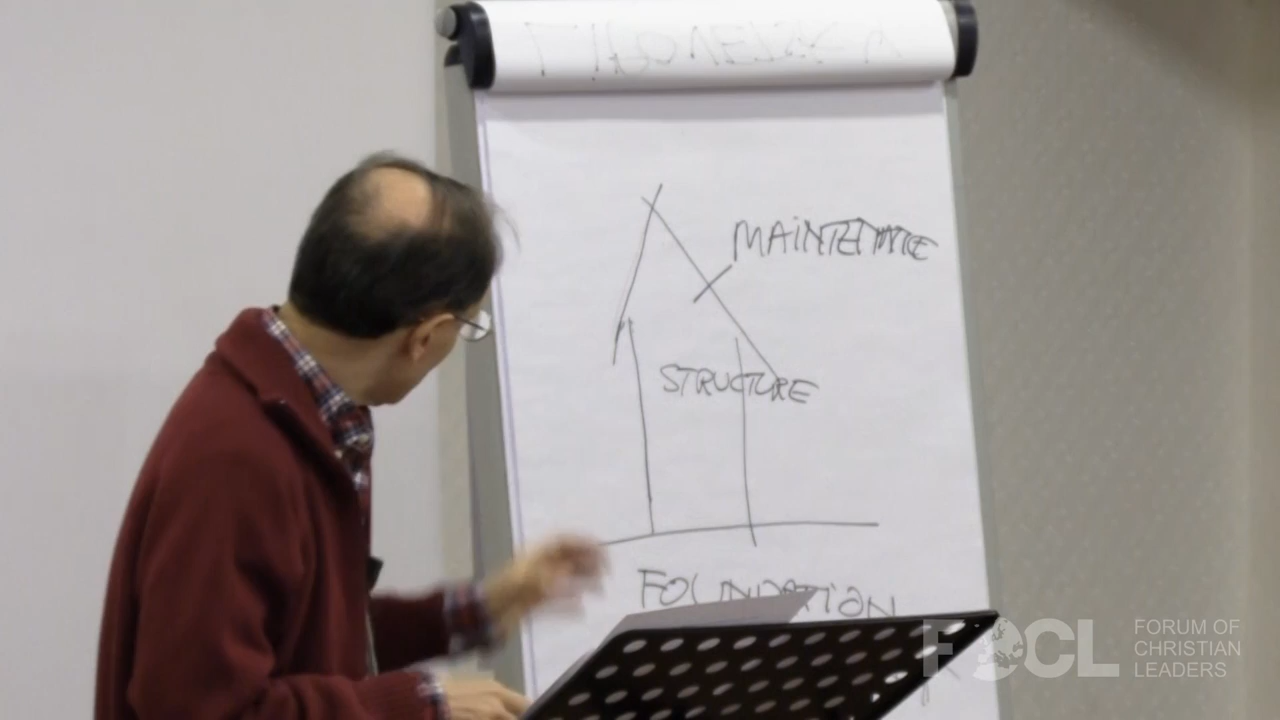 MAINTENANCE
STRUCTURE
FOUNDATION
FOCL
FORUM OF
CHRISTIAN
LEADERS